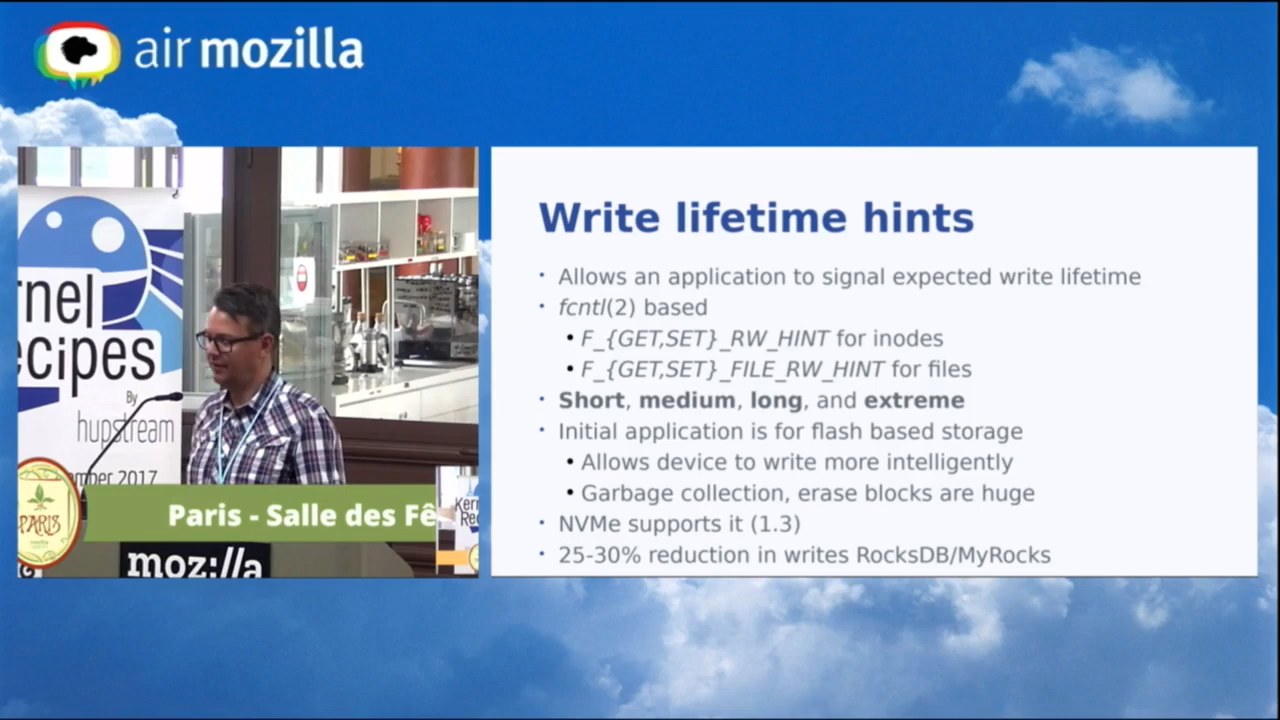 air mozilla
rnel
ecipes
By
hupstream
mber 2017
PARIS
Paris - Salle des Fê
Ker
Re
moz://a
Write lifetime hints
• Allows an application to signal expected write lifetime
• fcntl(2) based
• F_{GET,SET}_RW_HINT for inodes
• F_{GET,SET}_FILE_RW_HINT for files
• Short, medium, long, and extreme
• Initial application is for flash based storage
• Allows device to write more intelligently
• Garbage collection, erase blocks are huge
• NVMe supports it (1.3)
• 25-30% reduction in writes RocksDB/MyRocks